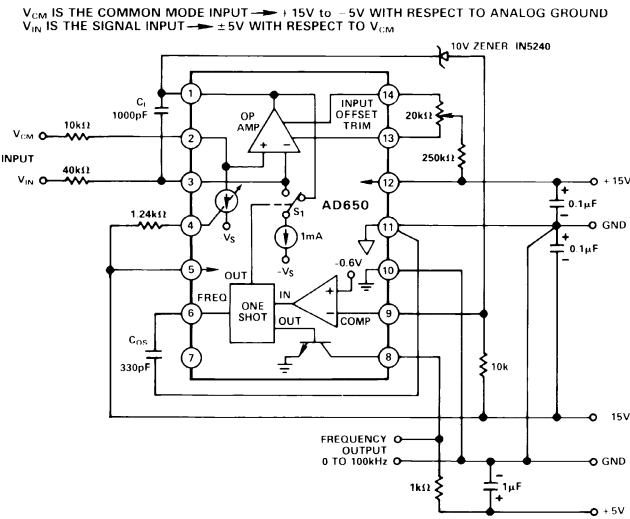 VCM IS THE COMMON MODE INPUT → + 15V to − 5V WITH RESPECT TO ANALOG GROUND
VIN IS THE SIGNAL INPUT → ±5V WITH RESPECT TO VCM
10V ZENER IN5240
CI
1000pF
1
14
OP
AMP
INPUT
OFFSET
TRIM
20kΩ
VCM
10kΩ
2
13
+
−
250kΩ
INPUT
VIN
40kΩ
3
12
+ 15V
S1
AD650
+
0.1μF
−
1.24kΩ
4
-VS
1mA
11
GND
+
0.1μF
−
-VS
5
OUT
-0.6V
10
FREQ
IN
+
6
ONE
SHOT
OUT
−
COMP
9
COS
330pF
7
8
10k
15V
FREQUENCY
OUTPUT
0 TO 100kHz
GND
1kΩ
−
1μF
+
+ 5V